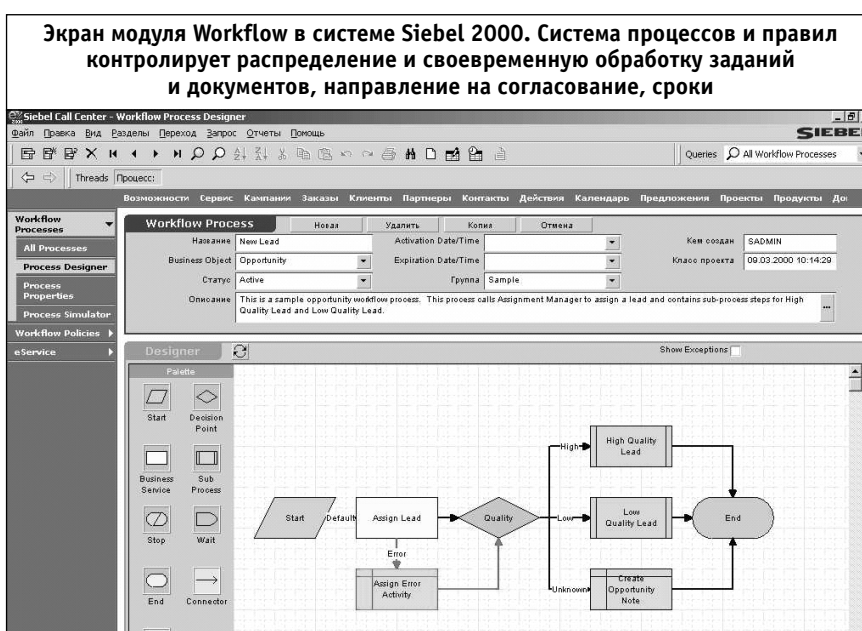 Экран модуля Workflow в системе Siebel 2000. Система процессов и правил
контролирует распределение и своевременную обработку заданий
и документов, направление на согласование, сроки
Siebel Call Center - Workflow Process Designer
Файл Правка Вид Разделы Переход Запрос Отчеты Помощь
SIEBE
Queries All Workflow Processes
Threads Процесс:
Возможности Сервис Кампании Заказы Клиенты Партнеры Контакты Действия Календарь Предложения Проекты Продукты
Workflow Processes
All Processes
Process Designer
Process Properties
Process Simulator
Workflow Policies
eService
Workflow Process Новая Удалить Копия Отмена
Название New Lead Activation Date/Time Кем создан SADMIN
Business Object Opportunity Expiration Date/Time Класс проекта 09.03.2000 10:14:29
Статус Active Группа Sample
Описание This is a sample opportunity workflow process. This process calls Assignment Manager to assign a lead and contains sub-process steps for High
Quality Lead and Low Quality Lead.
Designer Show Exceptions
Palette
Start Decision
Point
Business Sub
Service Process
Stop Wait
End Connector
Start Default Assign Lead Quality
Error
Assign Error
Activity
High High Quality
Lead
Low Low
Quality Lead
Unknown Create
Opportunity
Note
End